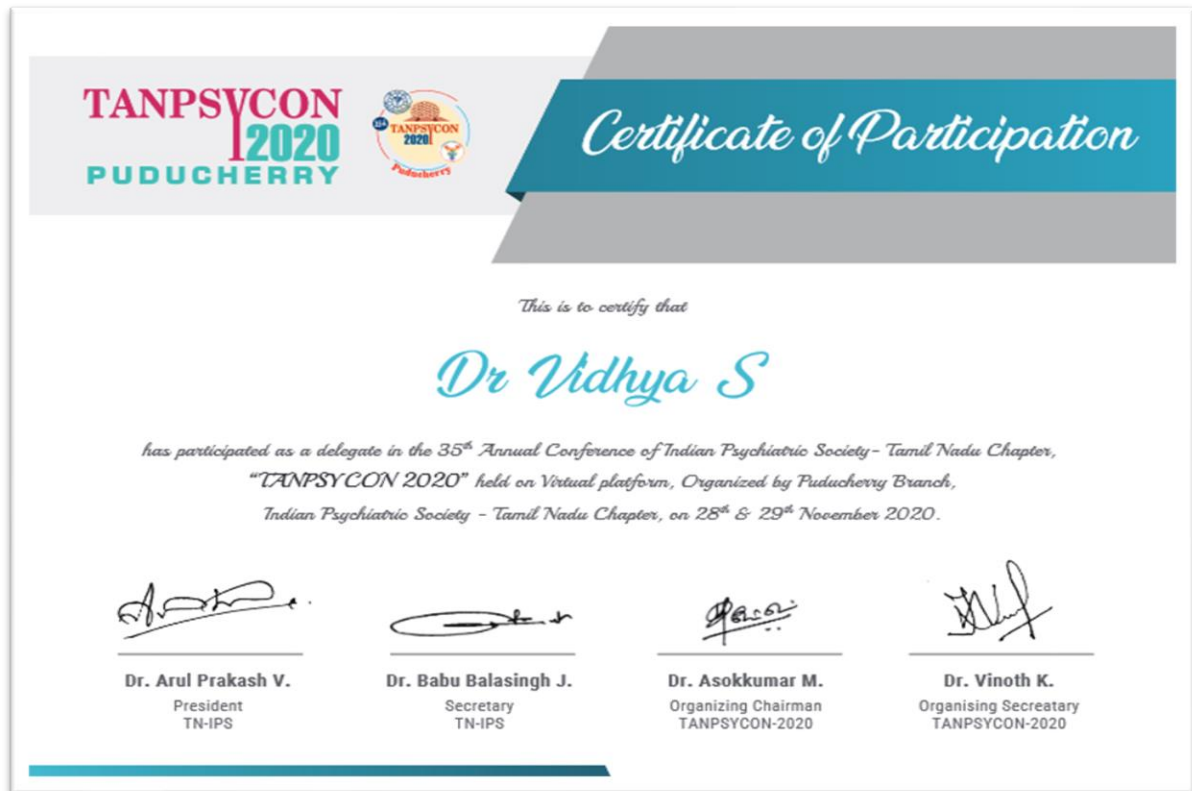 TANPSYCON
2020
PUDUCHERRY
35th
TANPSYCON
2020
Puducherry
Certificate of Participation
This is to certify that
Dr Vidhya S
has participated as a delegate in the 35th Annual Conference of Indian Psychiatric Society- Tamil Nadu Chapter,
“TANPSYCON 2020” held on Virtual platform, Organized by Puducherry Branch,
Indian Psychiatric Society - Tamil Nadu Chapter, on 28th & 29th November 2020.
Dr. Arul Prakash V.
President
TN-IPS
Dr. Babu Balasingh J.
Secretary
TN-IPS
Dr. Asokkumar M.
Organizing Chairman
TANPSYCON-2020
Dr. Vinoth K.
Organising Secreatary
TANPSYCON-2020